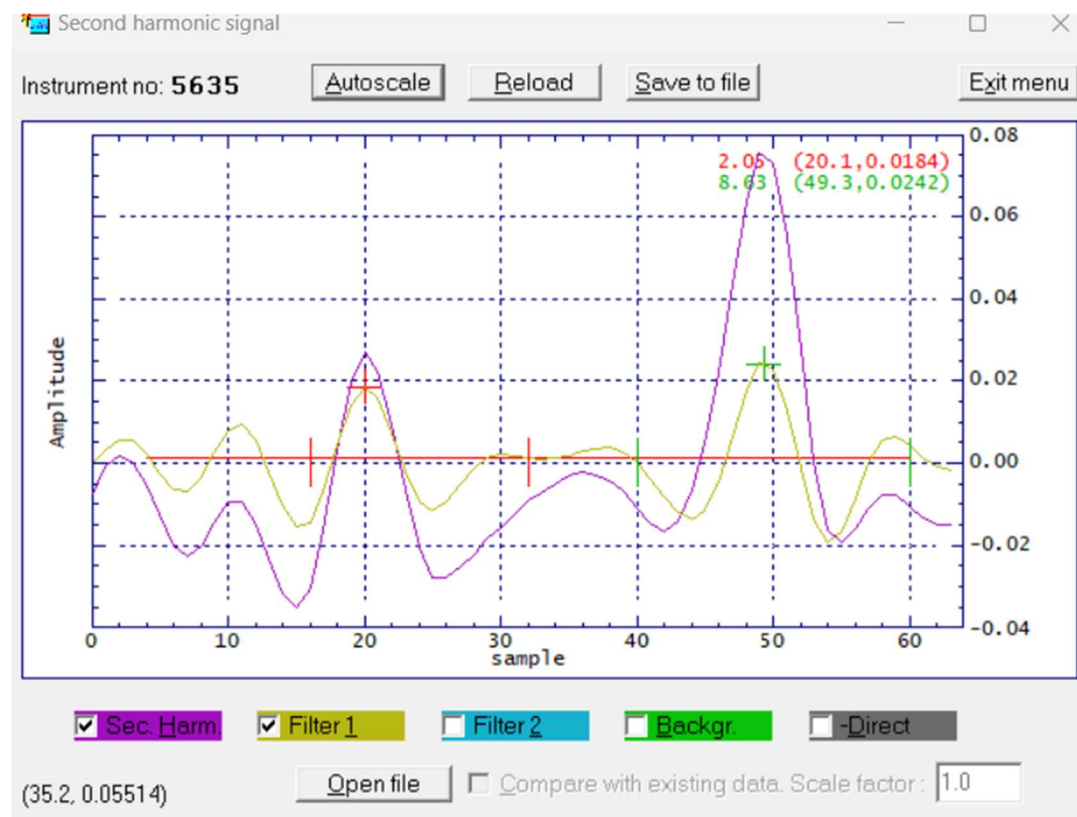 Second harmonic signal
Instrument no: 5635 Autoscale Reload Save to file Exit menu
0.08
2.05 (20.1,0.0184)
8.63 (49.3,0.0242)
0.06
0.04
Amplitude
0.02
0.00
-0.02
-0.04
0 10 20 30 40 50 60
sample
Sec. Harm. Filter 1 Filter 2 Backgr. -Direct
(35.2, 0.05514) Open file Compare with existing data. Scale factor : 1.0